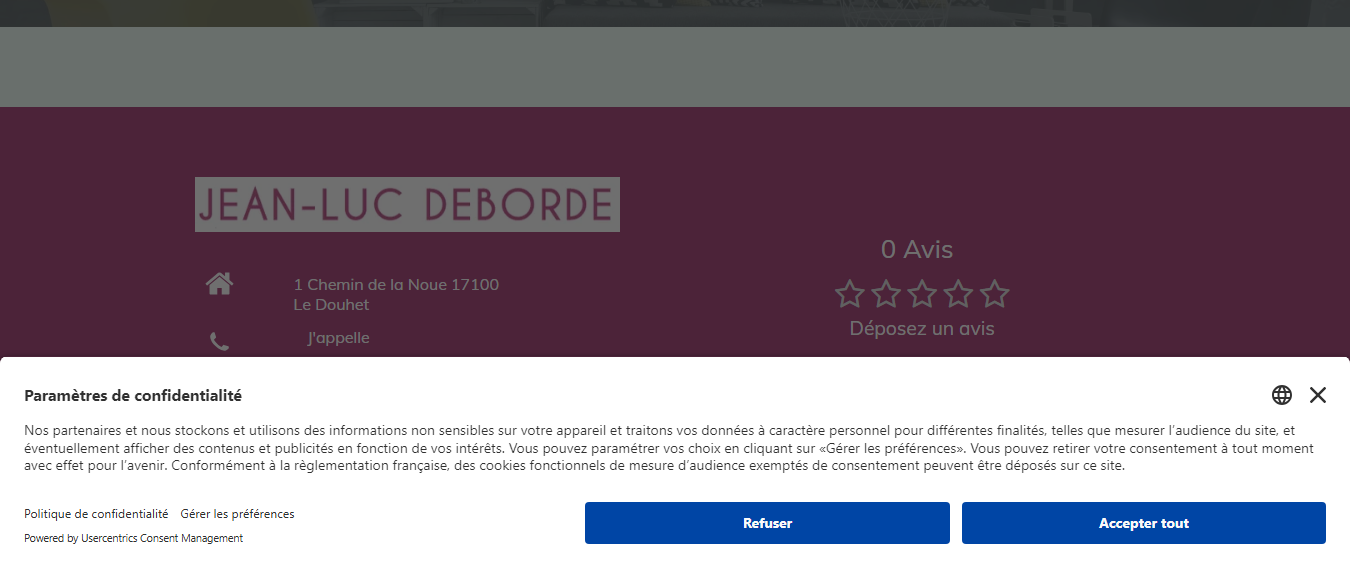 JEAN-LUC DEBORDE
0 Avis
1 Chemin de la Noue 17100
Le Douhet
Déposez un avis
J'appelle
Paramètres de confidentialité
Nos partenaires et nous stockons et utilisons des informations non sensibles sur votre appareil et traitons vos données à caractère personnel pour différentes finalités, telles que mesurer l’audience du site, et
éventuellement afficher des contenus et publicités en fonction de vos intérêts. Vous pouvez paramétrer vos choix en cliquant sur «Gérer les préférences». Vous pouvez retirer votre consentement à tout moment
avec effet pour l’avenir. Conformément à la règlementation française, des cookies fonctionnels de mesure d’audience exemptés de consentement peuvent être déposés sur ce site.
Politique de confidentialité Gérer les préférences
Powered by Usercentrics Consent Management
Refuser
Accepter tout